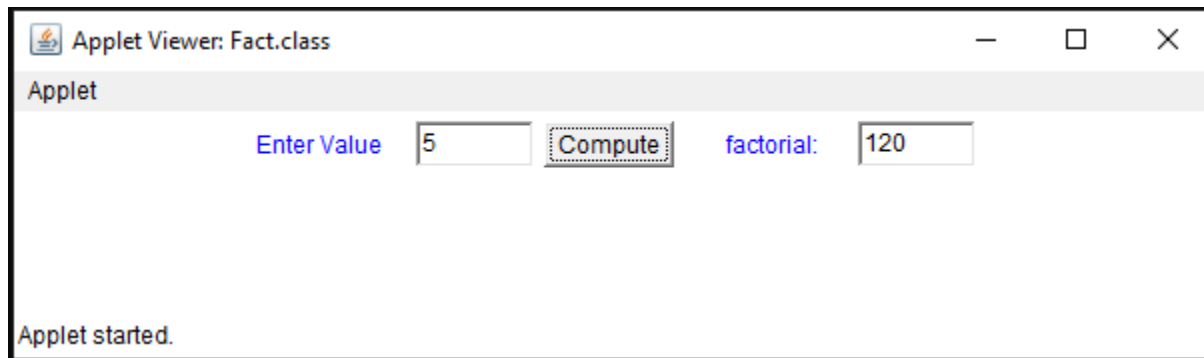 Applet Viewer: Fact.class
Applet
Enter Value 5 Compute factorial: 120
Applet started.